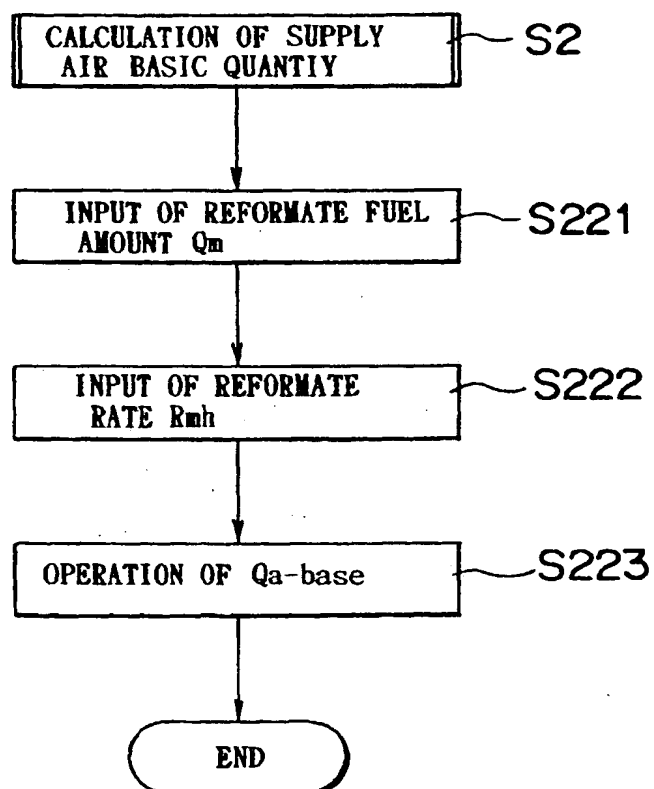 CALCULATION OF SUPPLY
AIR BASIC QUANTIY
S2
INPUT OF REFORMATE FUEL
AMOUNT Qm
S221
INPUT OF REFORMATE
RATE Rmh
S222
OPERATION OF Qa-base
S223
END